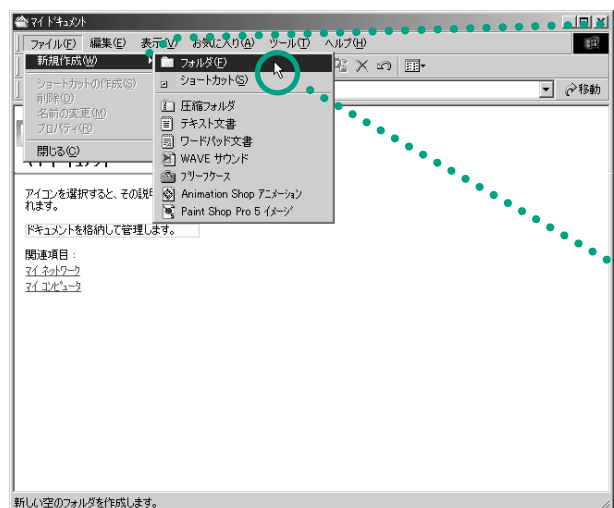 マイ ドキュメント
ファイル(F) 編集(E) 表示(V) お気に入り(A) ツール(T) ヘルプ(H)
新規作成(W)
ショートカットの作成(S)
削除(D)
名前の変更(M)
プロパティ(R)
閉じる(C)
フォルダ(F)
ショートカット(S)
圧縮フォルダ
テキスト文書
ワードパッド文書
WAVE サウンド
ブリーフケース
Animation Shop アニメーション
Paint Shop Pro 5 イメージ
移動
アイコンを選択すると、その説明
れます。
ドキュメントを格納して管理します。
関連項目 :
マイ ネットワーク
マイ コンピュータ
新しい空のフォルダを作成します。